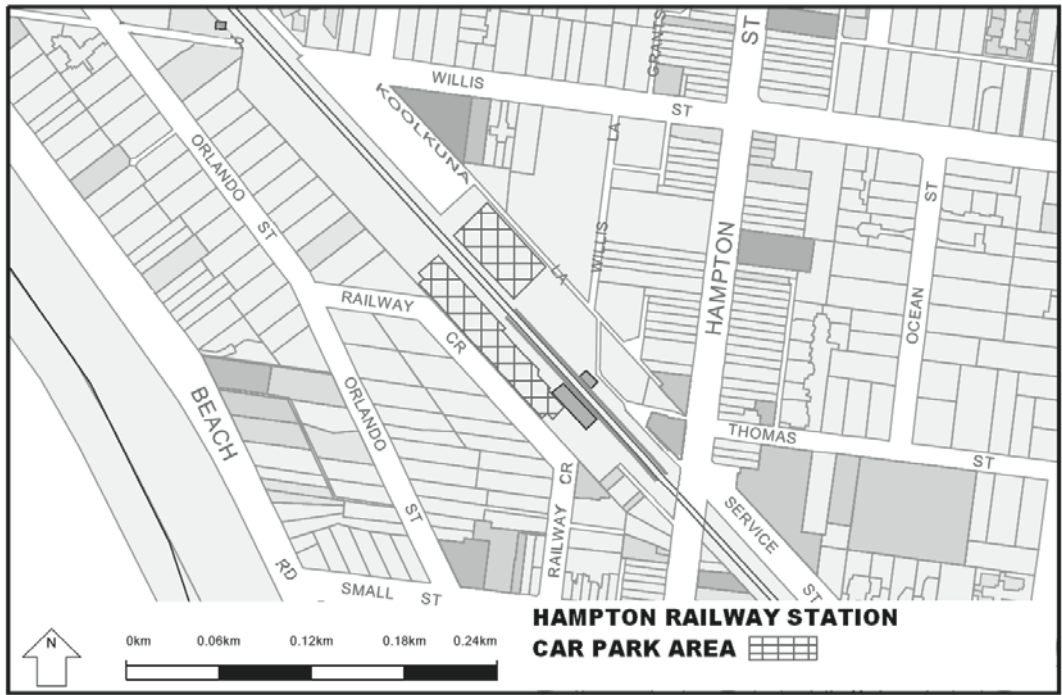 GRANTS
ST
WILLIS
ST
KOOLKUNA
LA
ORLANDO
ST
ST
WILLIS
LA
HAMPTON
OCEAN
RAILWAY
CR
ORLANDO
ST
BEACH
RD
THOMAS
ST
CR
RAILWAY
SERVICE
ST
SMALL
ST
HAMPTON RAILWAY STATION
CAR PARK AREA
N
0km
0.06km
0.12km
0.18km
0.24km